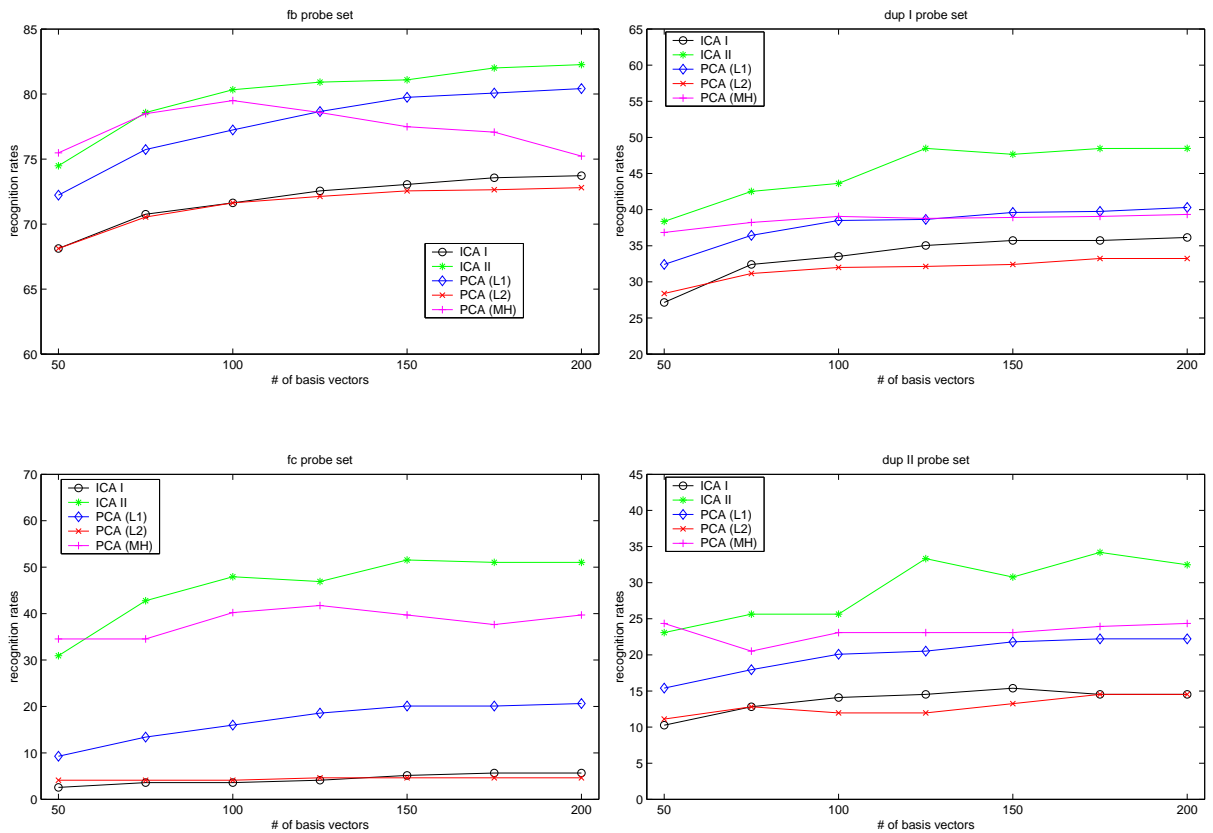 fb probe set
85
80
75
70
65
60
recognition rates
ICA I
ICA II
PCA (L1)
PCA (L2)
PCA (MH)
50
100
150
200
# of basis vectors
dup I probe set
65
60
55
50
45
40
35
30
25
20
recognition rates
ICA I
ICA II
PCA (L1)
PCA (L2)
PCA (MH)
50
100
150
200
# of basis vectors
fc probe set
70
60
50
40
30
20
10
0
recognition rates
ICA I
ICA II
PCA (L1)
PCA (L2)
PCA (MH)
50
100
150
200
# of basis vectors
dup II probe set
45
40
35
30
25
20
15
10
5
0
recognition rates
ICA I
ICA II
PCA (L1)
PCA (L2)
PCA (MH)
50
100
150
200
# of basis vectors